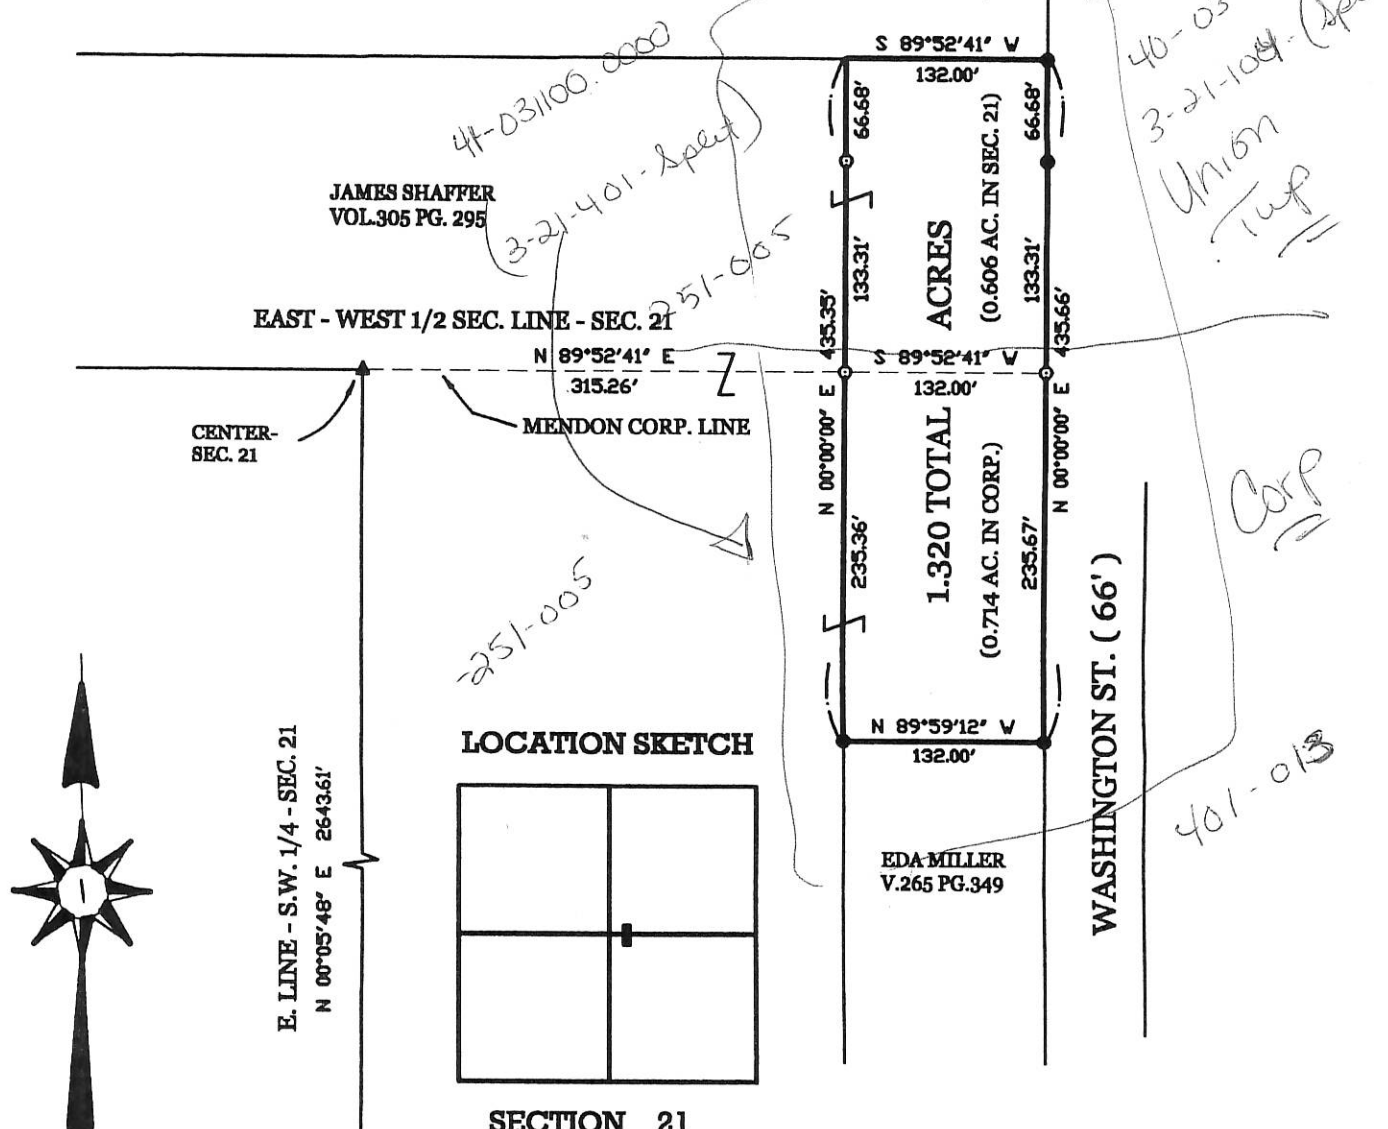 S 89°52'41" W
132.00'
66.68'
66.68'
41-031100.0000
(3-21-401-Split)
40-03
3-21-104-(Sp
Union
Twp
JAMES SHAFFER
VOL.305 PG. 295
251-005
133.31'
133.31'
435.35'
435.66'
ACRES
(0.606 AC. IN SEC. 21)
EAST - WEST 1/2 SEC. LINE - SEC. 21
N 89°52'41" E
315.26'
Z
S 89°52'41" W
132.00'
CENTER-
SEC. 21
MENDON CORP. LINE
N 00°00'00" E
N 00°00'00" E
1.320 TOTAL
(0.714 AC. IN CORP.)
235.36'
235.67'
Corp
-251-005
WASHINGTON ST. ( 66' )
N 89°59'12" W
132.00'
401-013
LOCATION SKETCH
E. LINE - S.W. 1/4 - SEC. 21
N 00°05'48" E 2643.61'
EDA MILLER
V.265 PG.349
1
SECTION 21